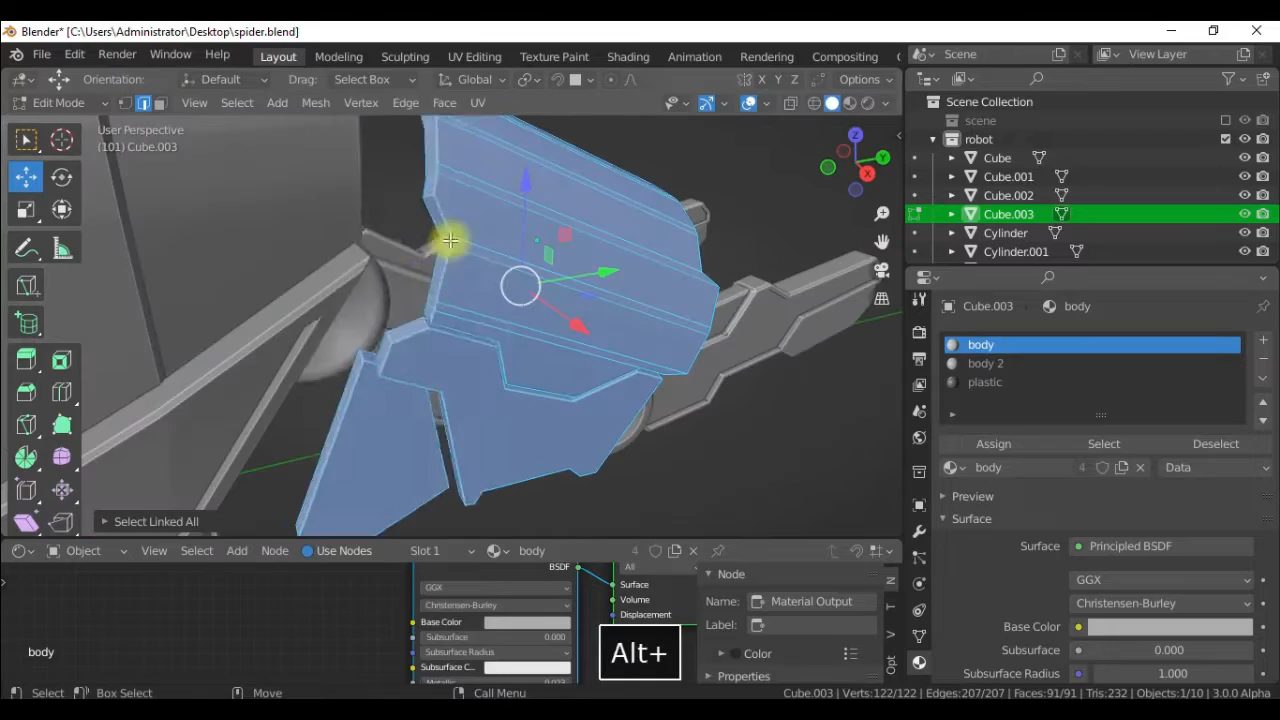 Blender* [C:\Users\Administrator\Desktop\spider.blend]
File Edit Render Window Help Layout Modeling Sculpting UV Editing Texture Paint Shading Animation Rendering Compositing Scene View Layer
Orientation: Default Drag: Select Box Global X Y Z Options
Edit Mode View Select Add Mesh Vertex Edge Face UV
Scene Collection
scene
robot
Cube
Cube.001
Cube.002
Cube.003
Cylinder
Cylinder.001
User Perspective
(101) Cube.003
Z
Y
X
Select Linked All
Cube.003 body
body
body 2
plastic
Assign Select Deselect
body 4 Data
Preview
Surface
Surface: Principled BSDF
GGX
Christensen-Burley
Base Color
Subsurface 0.000
Subsurface Radius 1.000
Object View Select Add Node Use Nodes Slot 1 body 4
BSDF
GGX
Christensen-Burley
Base Color
Subsurface 0.000
Subsurface Radius
Subsurface C...
All
Surface
Volume
Displacement
Node
Name: Material Output
Label:
Color
Properties
N
T
V
Opt
body
Alt+
Select Box Select Move Call Menu Cube.003 | Verts:122/122 | Edges:207/207 | Faces:91/91 | Tris:232 | Objects:1/10 | 3.0.0 Alpha